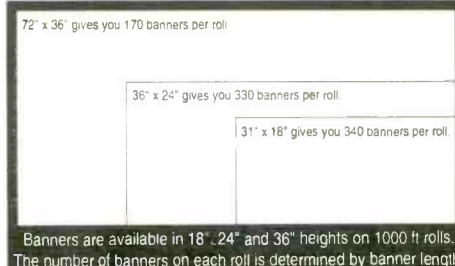 72" x 36" gives you 170 banners per roll
36" x 24" gives you 330 banners per roll.
31" x 18" gives you 340 banners per roll.
Banners are available in 18", 24" and 36" heights on 1000 ft rolls.
The number of banners on each roll is determined by banner length